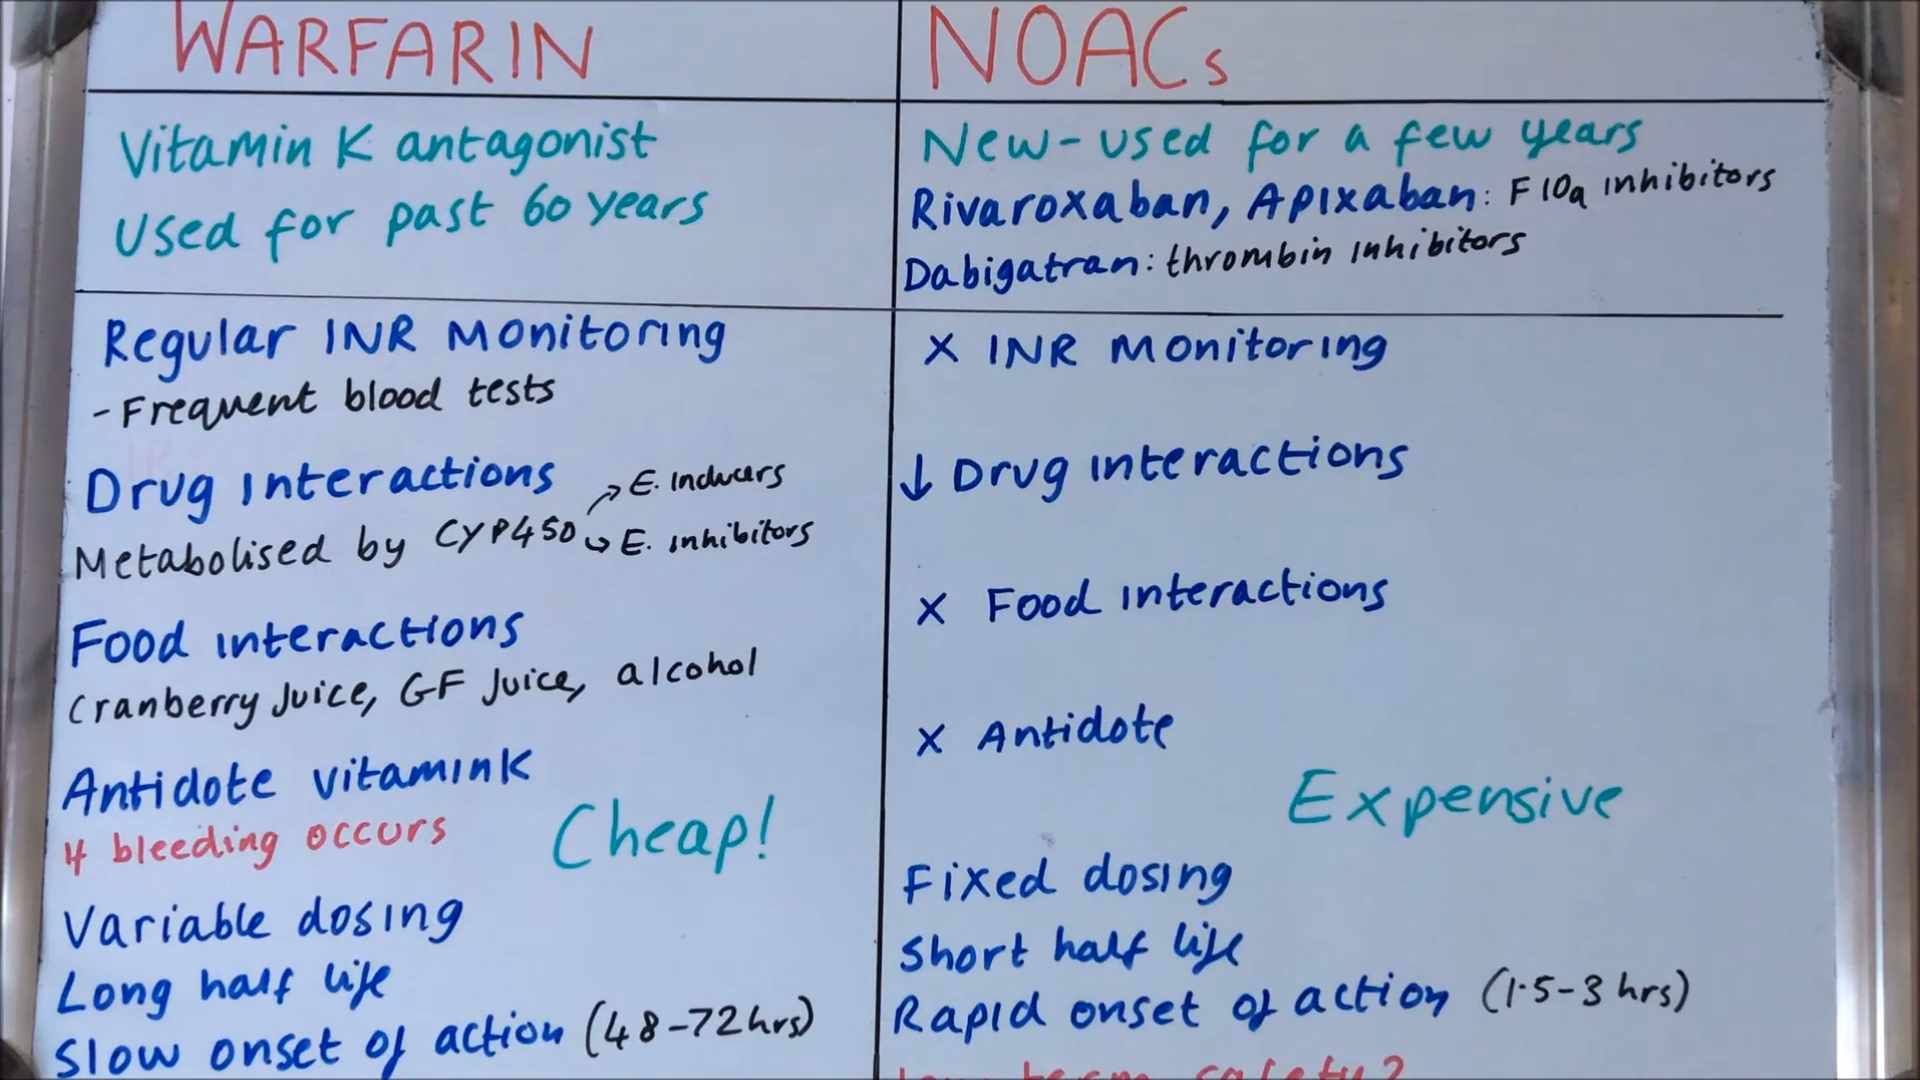 WARFARIN
Vitamin K antagonist
Used for past 60 years
Regular INR Monitoring
- Frequent blood tests
Drug interactions
Metabolised by CYP450
→ E. Inducers
→ E. inhibitors
Food interactions
Cranberry Juice, GF Juice, alcohol
Antidote vitamin K
if bleeding occurs
Cheap!
Variable dosing
Long half life
Slow onset of action (48-72hrs)
NOACs
New-used for a few years
Rivaroxaban, Apixaban: F10a inhibitors
Dabigatran: thrombin inhibitors
X INR Monitoring
↓ Drug interactions
X Food interactions
X Antidote
Expensive
Fixed dosing
Short half life
Rapid onset of action (1.5-3 hrs)
term safety?